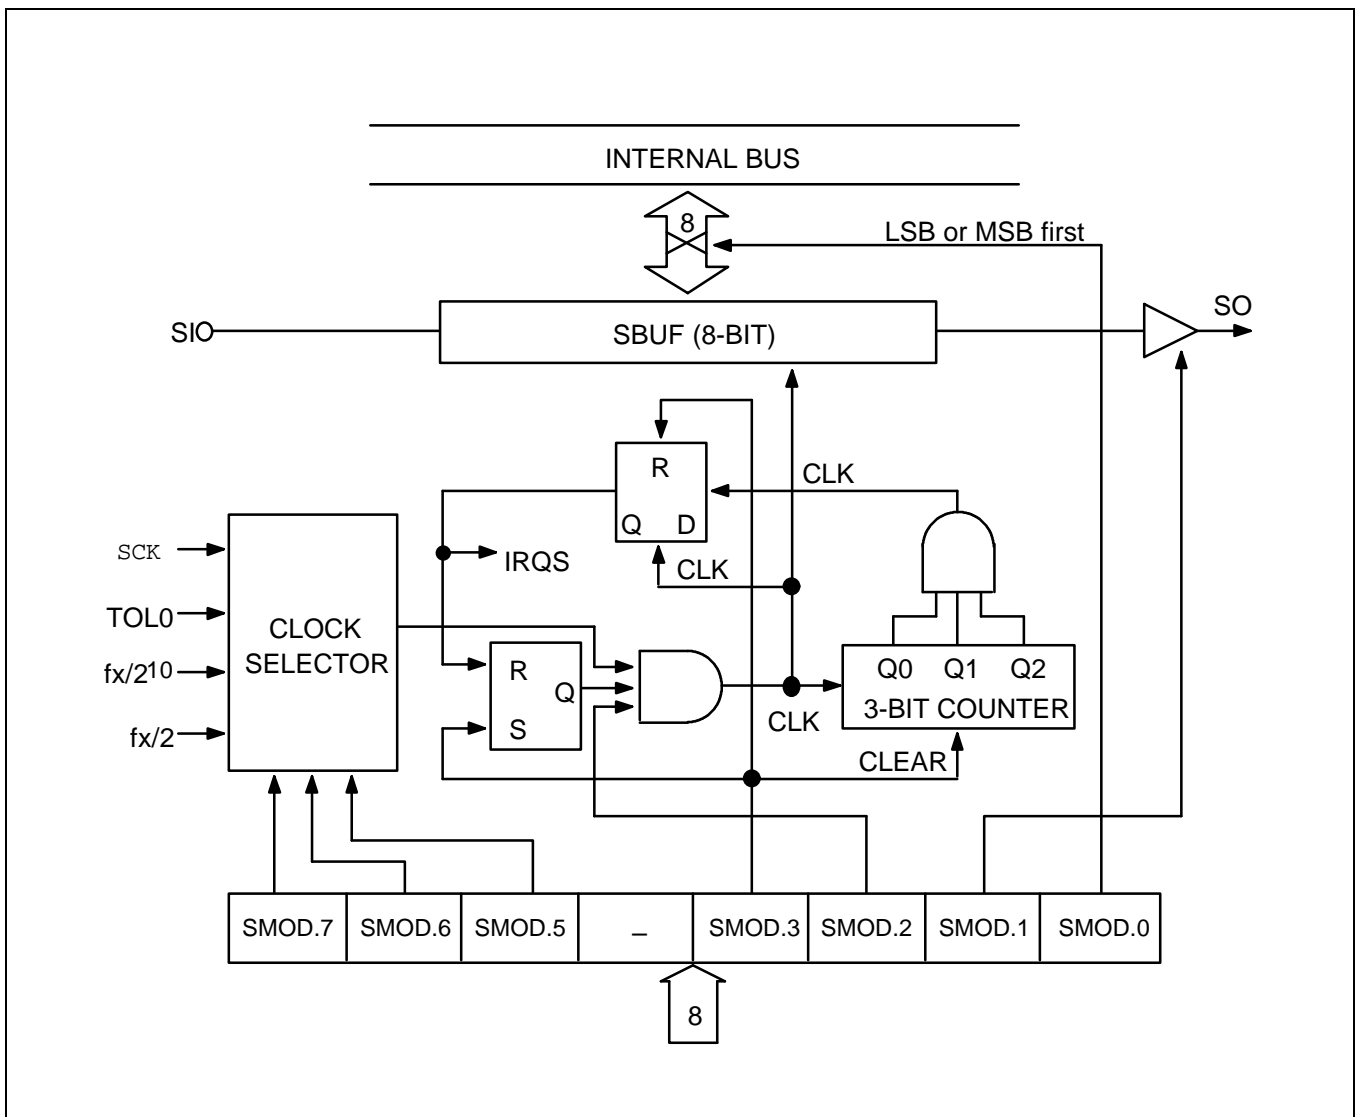 INTERNAL BUS
8
LSB or MSB first
SI
SBUF (8-BIT)
SO
R
Q D
CLK
CLK
IRQS
SCK
TOL0
fx/2¹⁰
fx/2
CLOCK
SELECTOR
R
Q
S
CLK
Q0 Q1 Q2
3-BIT COUNTER
CLEAR
SMOD.7 SMOD.6 SMOD.5 – SMOD.3 SMOD.2 SMOD.1 SMOD.0
8